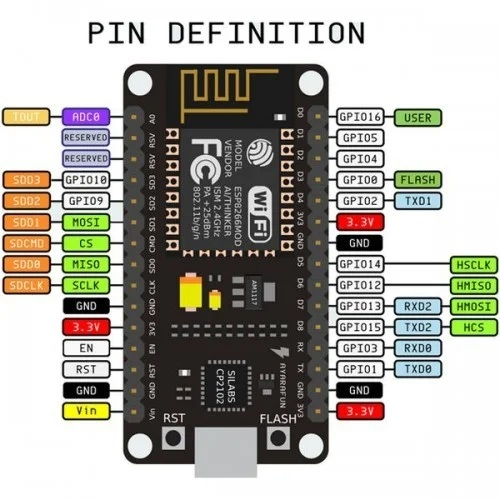 PIN DEFINITION
TOUT ADC0 A0 D0 GPIO16 USER
RESERVED RSV D1 GPIO5
RESERVED RSV D2 GPIO4
SDD3 GPIO10 SD3 D3 GPIO0 FLASH
SDD2 GPIO9 SD2 D4 GPIO2 TXD1
SDD1 MOSI SD1 3V3 3.3V
SDCMD CS CMD GND GND
SDD0 MISO SD0 D5 GPIO14 HSCLK
SDCLK SCLK CLK D6 GPIO12 HMISO
GND GND D7 GPIO13 RXD2 HMOSI
3.3V 3V3 D8 GPIO15 TXD2 HCS
EN EN RX GPIO3 RXD0
RST RST TX GPIO1 TXD0
GND GND GND GND
Vin Vin 3V3 3.3V
MODEL ESP8266MOD
VENDOR AI/THINKER
ISM 2.4GHz
PA +25dBm
802.11b/g/n
FC
Wi Fi
AM1117
SILABS
CP2102
AYARAFUN
RST
FLASH